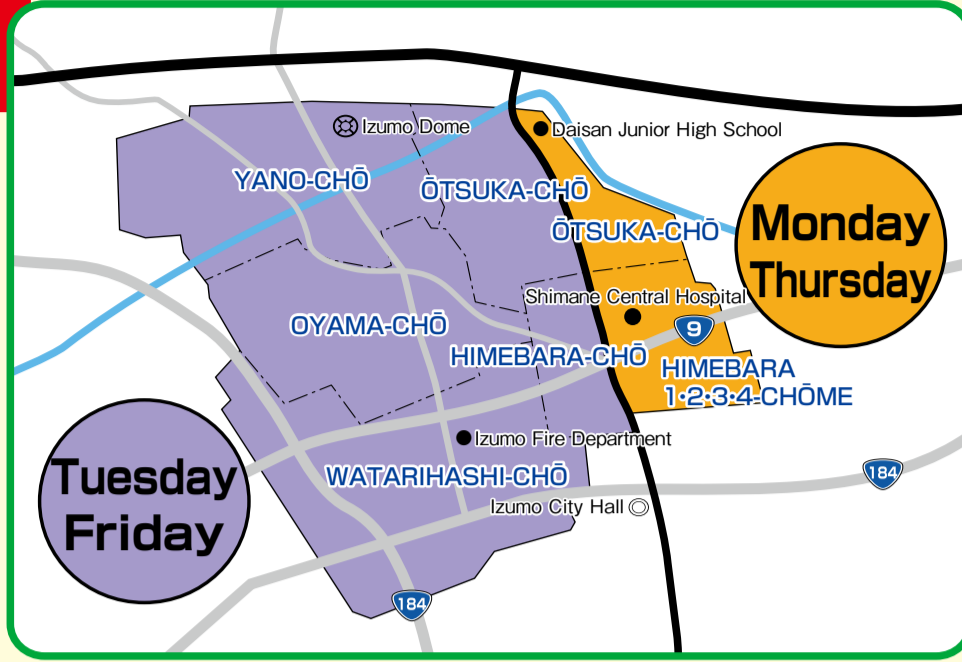 Izumo Dome
Daisan Junior High School
YANO-CHŌ
ŌTSUKA-CHŌ
ŌTSUKA-CHŌ
Monday
Thursday
Shimane Central Hospital
OYAMA-CHŌ
9
HIMEBARA-CHŌ
HIMEBARA
1•2•3•4-CHŌME
Izumo Fire Department
Tuesday
Friday
WATARIHASHI-CHŌ
184
Izumo City Hall
184